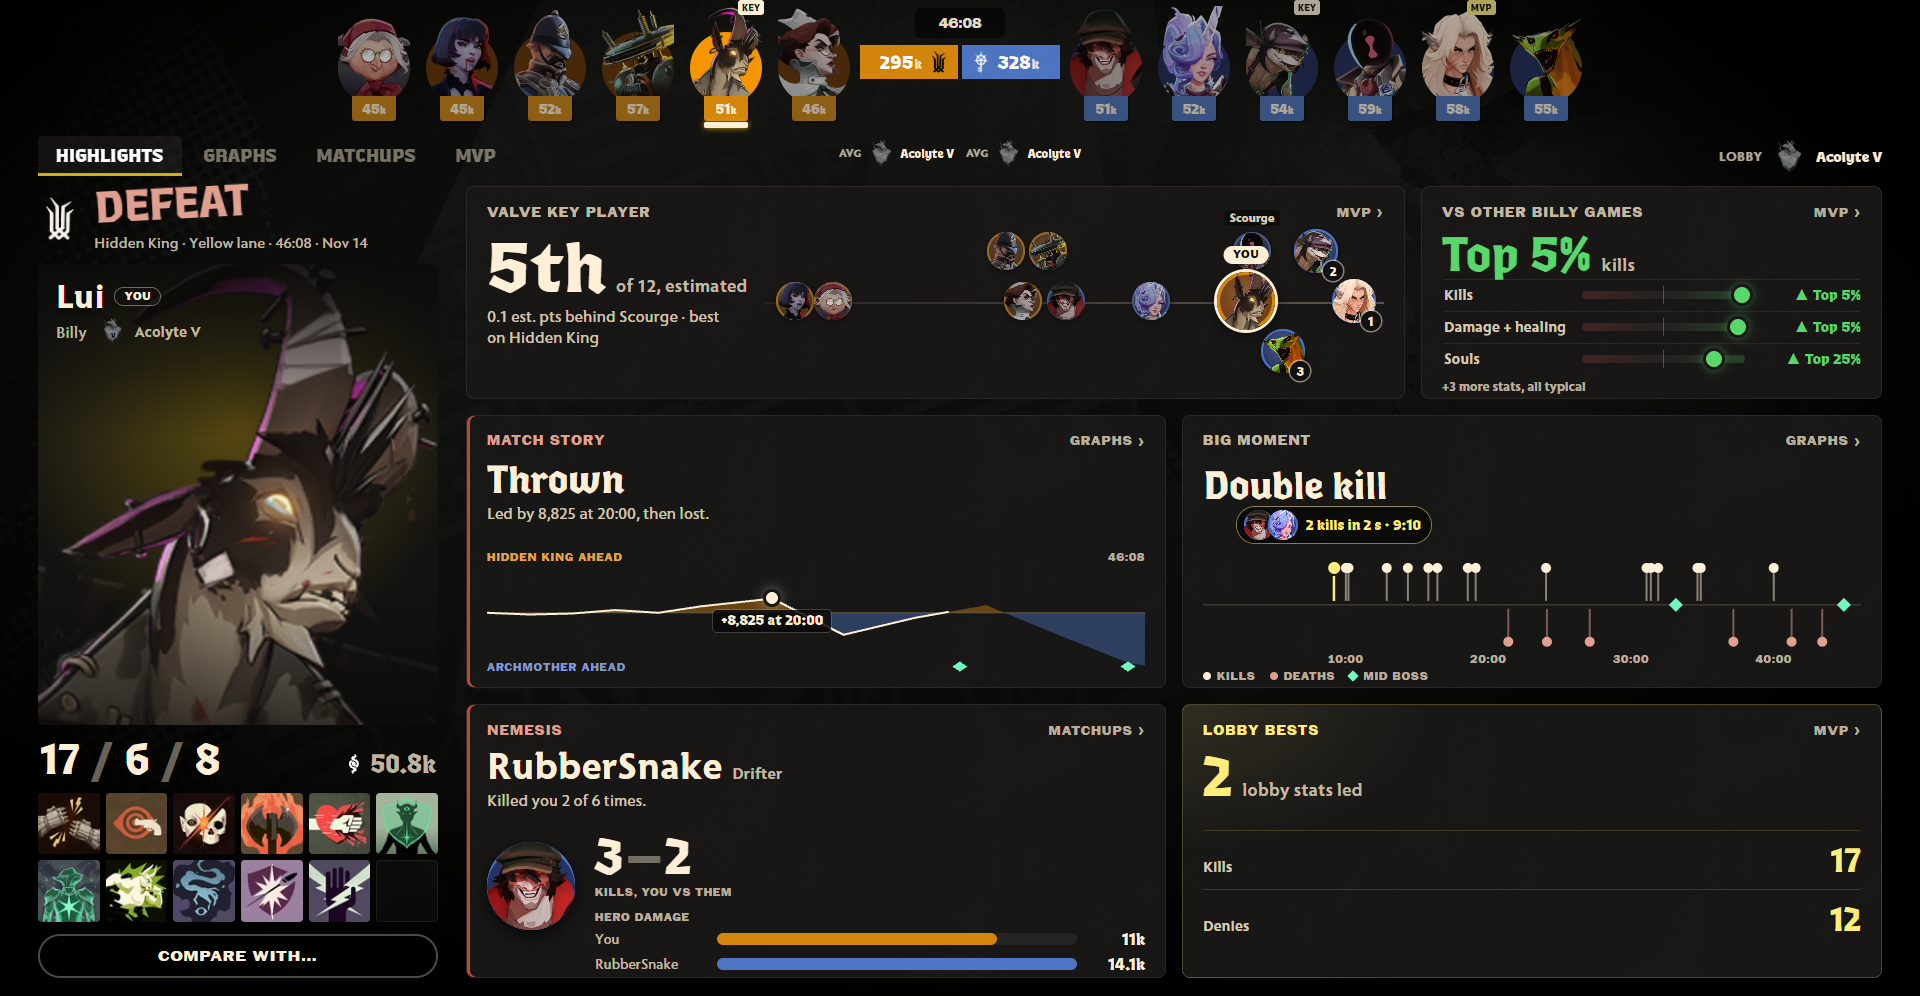 KEY
KEY
MVP
46:08
295k
328k
45k
45k
52k
57k
51k
46k
51k
52k
54k
59k
58k
55k
HIGHLIGHTS
GRAPHS
MATCHUPS
MVP
AVG Acolyte V
AVG Acolyte V
LOBBY Acolyte V
DEFEAT
Hidden King · Yellow lane · 46:08 · Nov 14
Lui YOU
Billy Acolyte V
17 / 6 / 8
50.8k
COMPARE WITH...
VALVE KEY PLAYER
MVP ›
5th of 12, estimated
0.1 est. pts behind Scourge · best
on Hidden King
Scourge
YOU
2
1
3
VS OTHER BILLY GAMES
MVP ›
Top 5% kills
Kills ▲ Top 5%
Damage + healing ▲ Top 5%
Souls ▲ Top 25%
+3 more stats, all typical
MATCH STORY
GRAPHS ›
Thrown
Led by 8,825 at 20:00, then lost.
HIDDEN KING AHEAD
46:08
+8,825 at 20:00
ARCHMOTHER AHEAD
BIG MOMENT
GRAPHS ›
Double kill
2 kills in 2 s · 9:10
10:00
20:00
30:00
40:00
KILLS
DEATHS
MID BOSS
NEMESIS
MATCHUPS ›
RubberSnake Drifter
Killed you 2 of 6 times.
3—2
KILLS, YOU VS THEM
HERO DAMAGE
You 11k
RubberSnake 14.1k
LOBBY BESTS
MVP ›
2 lobby stats led
Kills 17
Denies 12